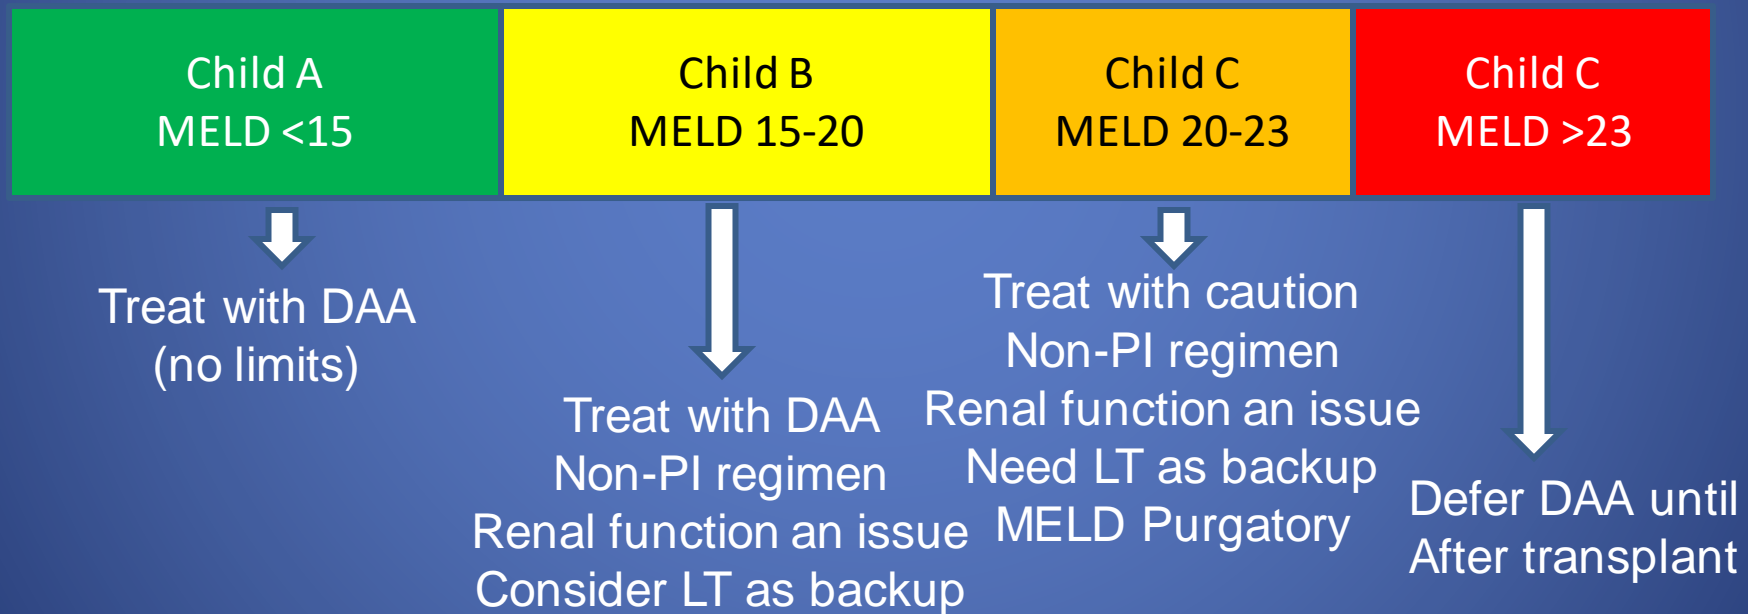 Child A
MELD <15
Child B
MELD 15-20
Child C
MELD 20-23
Child C
MELD >23
Treat with DAA
(no limits)
Treat with DAA
Non-PI regimen
Renal function an issue
Consider LT as backup
Treat with caution
Non-PI regimen
Renal function an issue
Need LT as backup
MELD Purgatory
Defer DAA until
After transplant